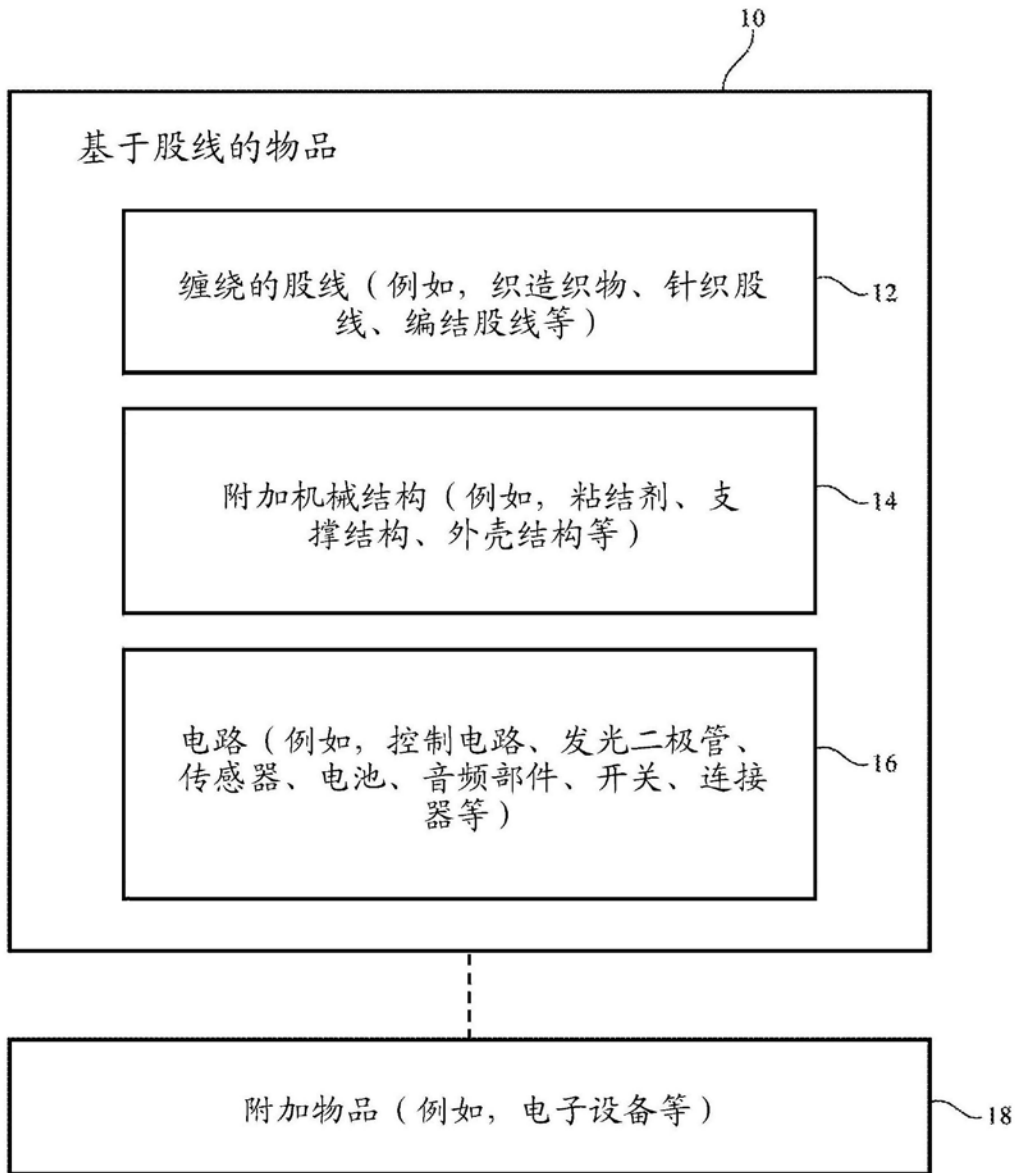 10
基于股线的物品
缠绕的股线（例如，织造织物、针织股
线、编结股线等）
12
附加机械结构（例如，粘结剂、支
撑结构、外壳结构等）
14
电路（例如，控制电路、发光二极管、
传感器、电池、音频部件、开关、连接
器等）
16
附加物品（例如，电子设备等）
18